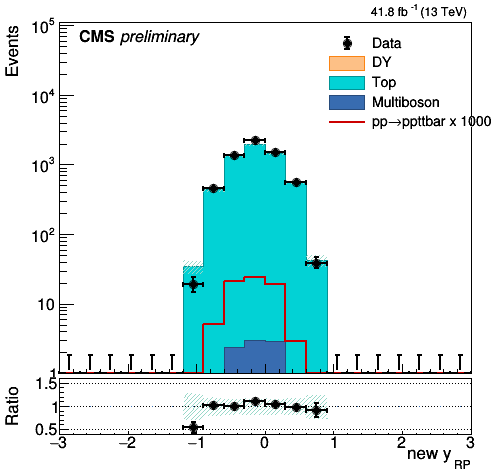 41.8 fb⁻¹ (13 TeV)
CMS preliminary
Events
10⁵
10⁴
10³
10²
10
1
Data
DY
Top
Multiboson
pp→ppttbar x 1000
Ratio
1.5
1
0.5
−3 −2 −1 0 1 2 3
new y_RP